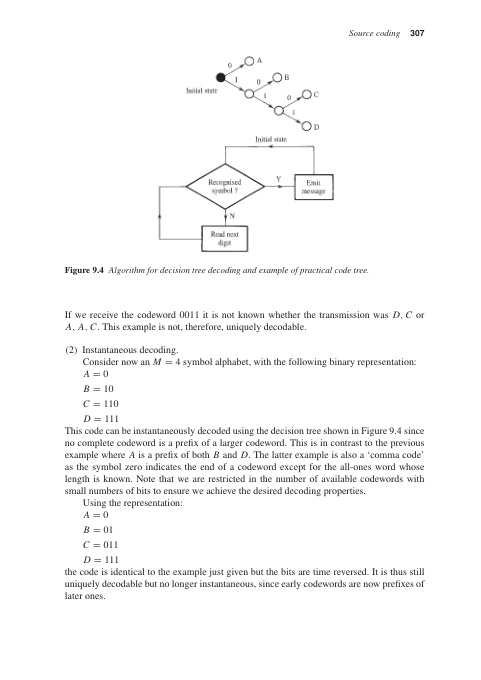 Source coding 307
0
A
1
0
B
Initial state
1
0
C
1
D
Initial state
Recognised
symbol ?
Y
Emit
message
N
Read next
digit
Figure 9.4 Algorithm for decision tree decoding and example of practical code tree.
If we receive the codeword 0011 it is not known whether the transmission was D, C or
A, A, C. This example is not, therefore, uniquely decodable.
(2) Instantaneous decoding.
Consider now an M = 4 symbol alphabet, with the following binary representation:
A = 0
B = 10
C = 110
D = 111
This code can be instantaneously decoded using the decision tree shown in Figure 9.4 since
no complete codeword is a prefix of a larger codeword. This is in contrast to the previous
example where A is a prefix of both B and D. The latter example is also a ‘comma code’
as the symbol zero indicates the end of a codeword except for the all-ones word whose
length is known. Note that we are restricted in the number of available codewords with
small numbers of bits to ensure we achieve the desired decoding properties.
Using the representation:
A = 0
B = 01
C = 011
D = 111
the code is identical to the example just given but the bits are time reversed. It is thus still
uniquely decodable but no longer instantaneous, since early codewords are now prefixes of
later ones.